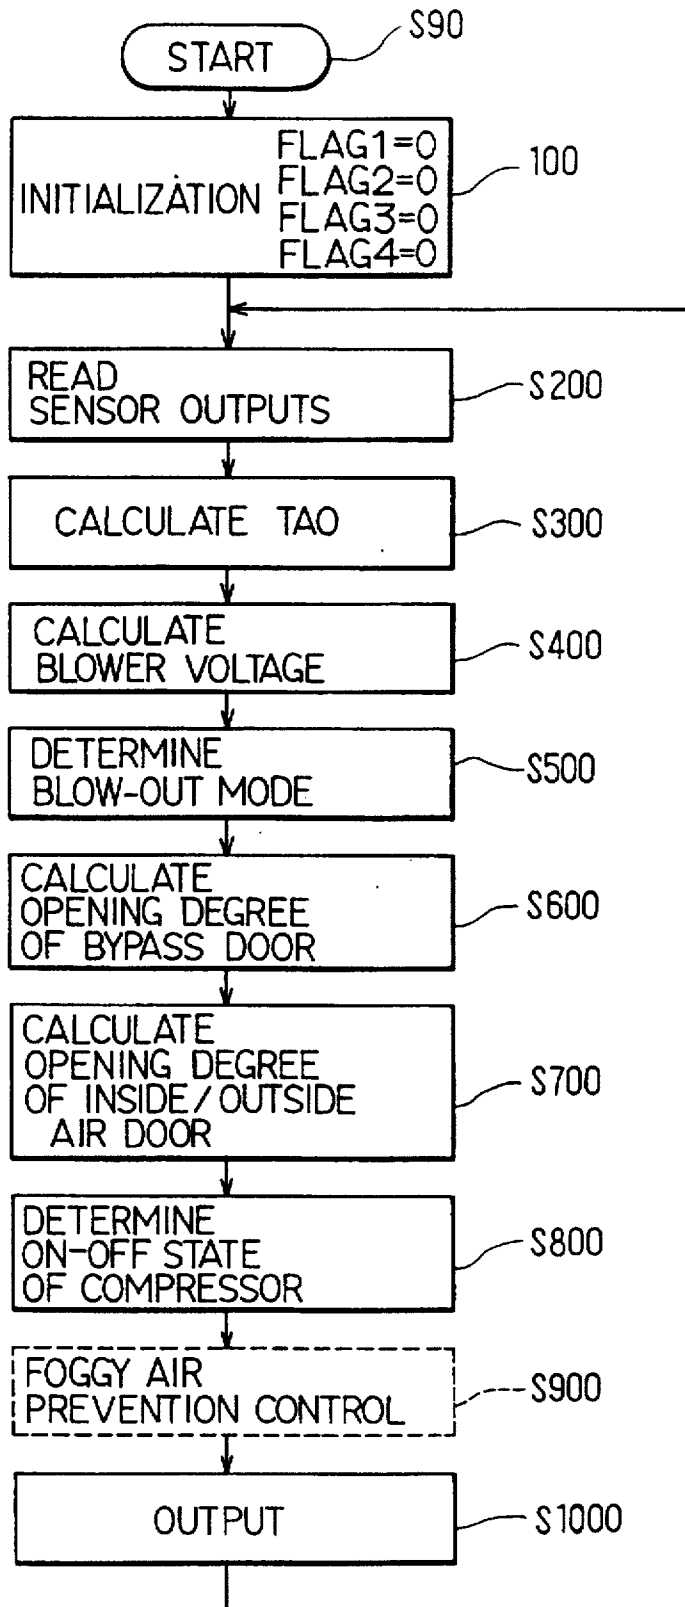 S90
START
INITIALIZATION
FLAG1=0
FLAG2=0
FLAG3=0
FLAG4=0
100
READ
SENSOR OUTPUTS
S200
CALCULATE TAO
S300
CALCULATE
BLOWER VOLTAGE
S400
DETERMINE
BLOW-OUT MODE
S500
CALCULATE
OPENING DEGREE
OF BYPASS DOOR
S600
CALCULATE
OPENING DEGREE
OF INSIDE/OUTSIDE
AIR DOOR
S700
DETERMINE
ON-OFF STATE
OF COMPRESSOR
S800
FOGGY AIR
PREVENTION CONTROL
S900
OUTPUT
S1000